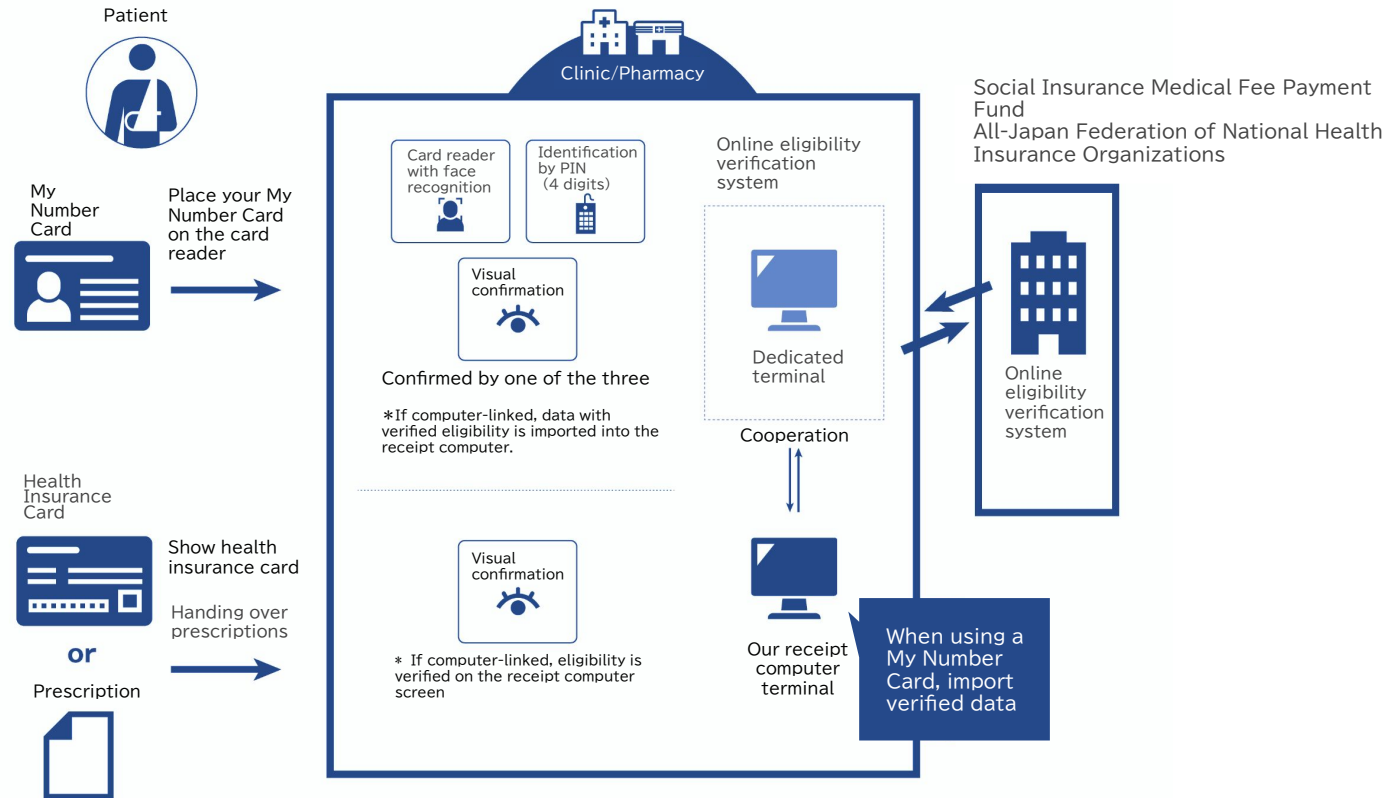 Patient
My
Number
Card
Place your My
Number Card
on the card
reader
Health
Insurance
Card
Show health
insurance card
Handing over
prescriptions
or
Prescription
Clinic/Pharmacy
Card reader
with face
recognition
Identification
by PIN
(4 digits)
Visual
confirmation
Confirmed by one of the three
*If computer-linked, data with
verified eligibility is imported into the
receipt computer.
Visual
confirmation
* If computer-linked, eligibility is
verified on the receipt computer
screen
Online eligibility
verification
system
Dedicated
terminal
Cooperation
Our receipt
computer
terminal
When using a
My Number
Card, import
verified data
Social Insurance Medical Fee Payment
Fund
All-Japan Federation of National Health
Insurance Organizations
Online
eligibility
verification
system